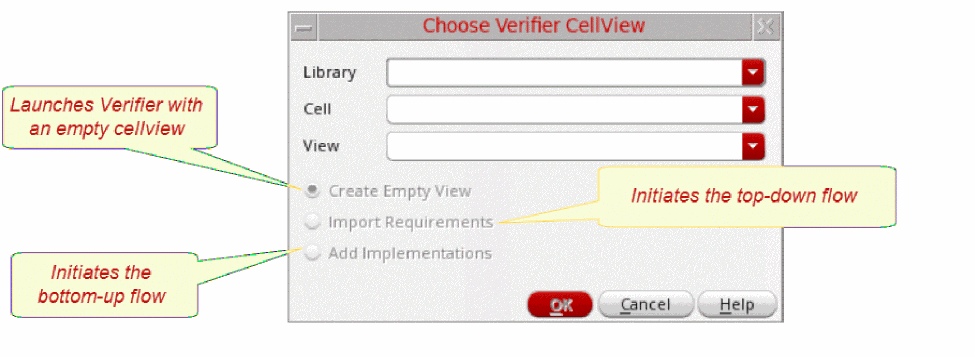 Choose Verifier CellView
Library
Cell
View
Launches Verifier with
an empty cellview
Create Empty View
Import Requirements
Add Implementations
Initiates the top-down flow
Initiates the
bottom-up flow
OK
Cancel
Help